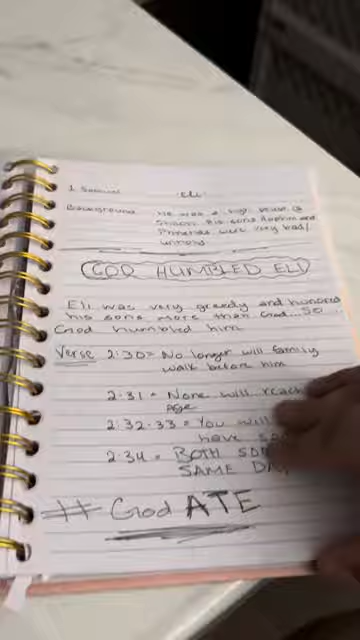 1 Samuel "Eli"
Background He was a high priest @
Shiloh. His sons Hophni and
Phinehas were very bad/
wicked
GOD HUMBLED ELI
Eli was very greedy and honored
his sons more than God... so
God humbled him
Verse 2:30 = No longer will family
walk before him
2:31 = None will reach
Age
2:32-33 = You will
have
2:34 = BOTH
SAME DAY
# God ATE